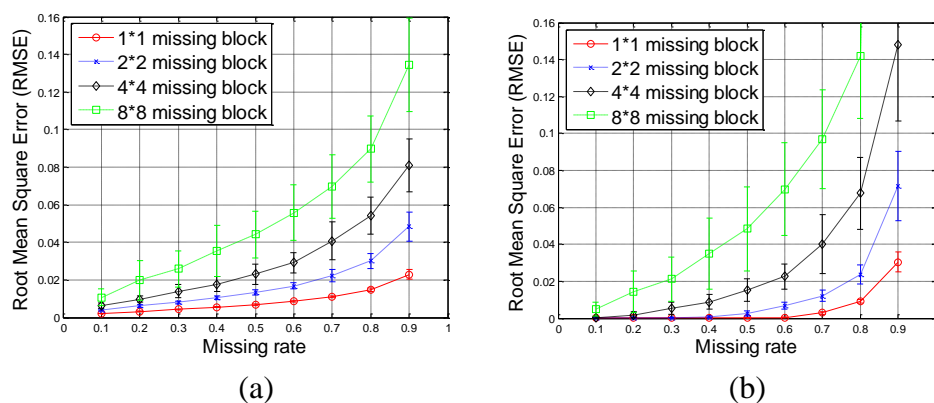 0.16
0.14
0.12
0.1
0.08
0.06
0.04
0.02
0
Root Mean Square Error (RMSE)
1*1 missing block
2*2 missing block
4*4 missing block
8*8 missing block
0 0.1 0.2 0.3 0.4 0.5 0.6 0.7 0.8 0.9 1
Missing rate
(a)
0.16
0.14
0.12
0.1
0.08
0.06
0.04
0.02
0
Root Mean Square Error (RMSE)
1*1 missing block
2*2 missing block
4*4 missing block
8*8 missing block
0 0.1 0.2 0.3 0.4 0.5 0.6 0.7 0.8 0.9
Missing rate
(b)